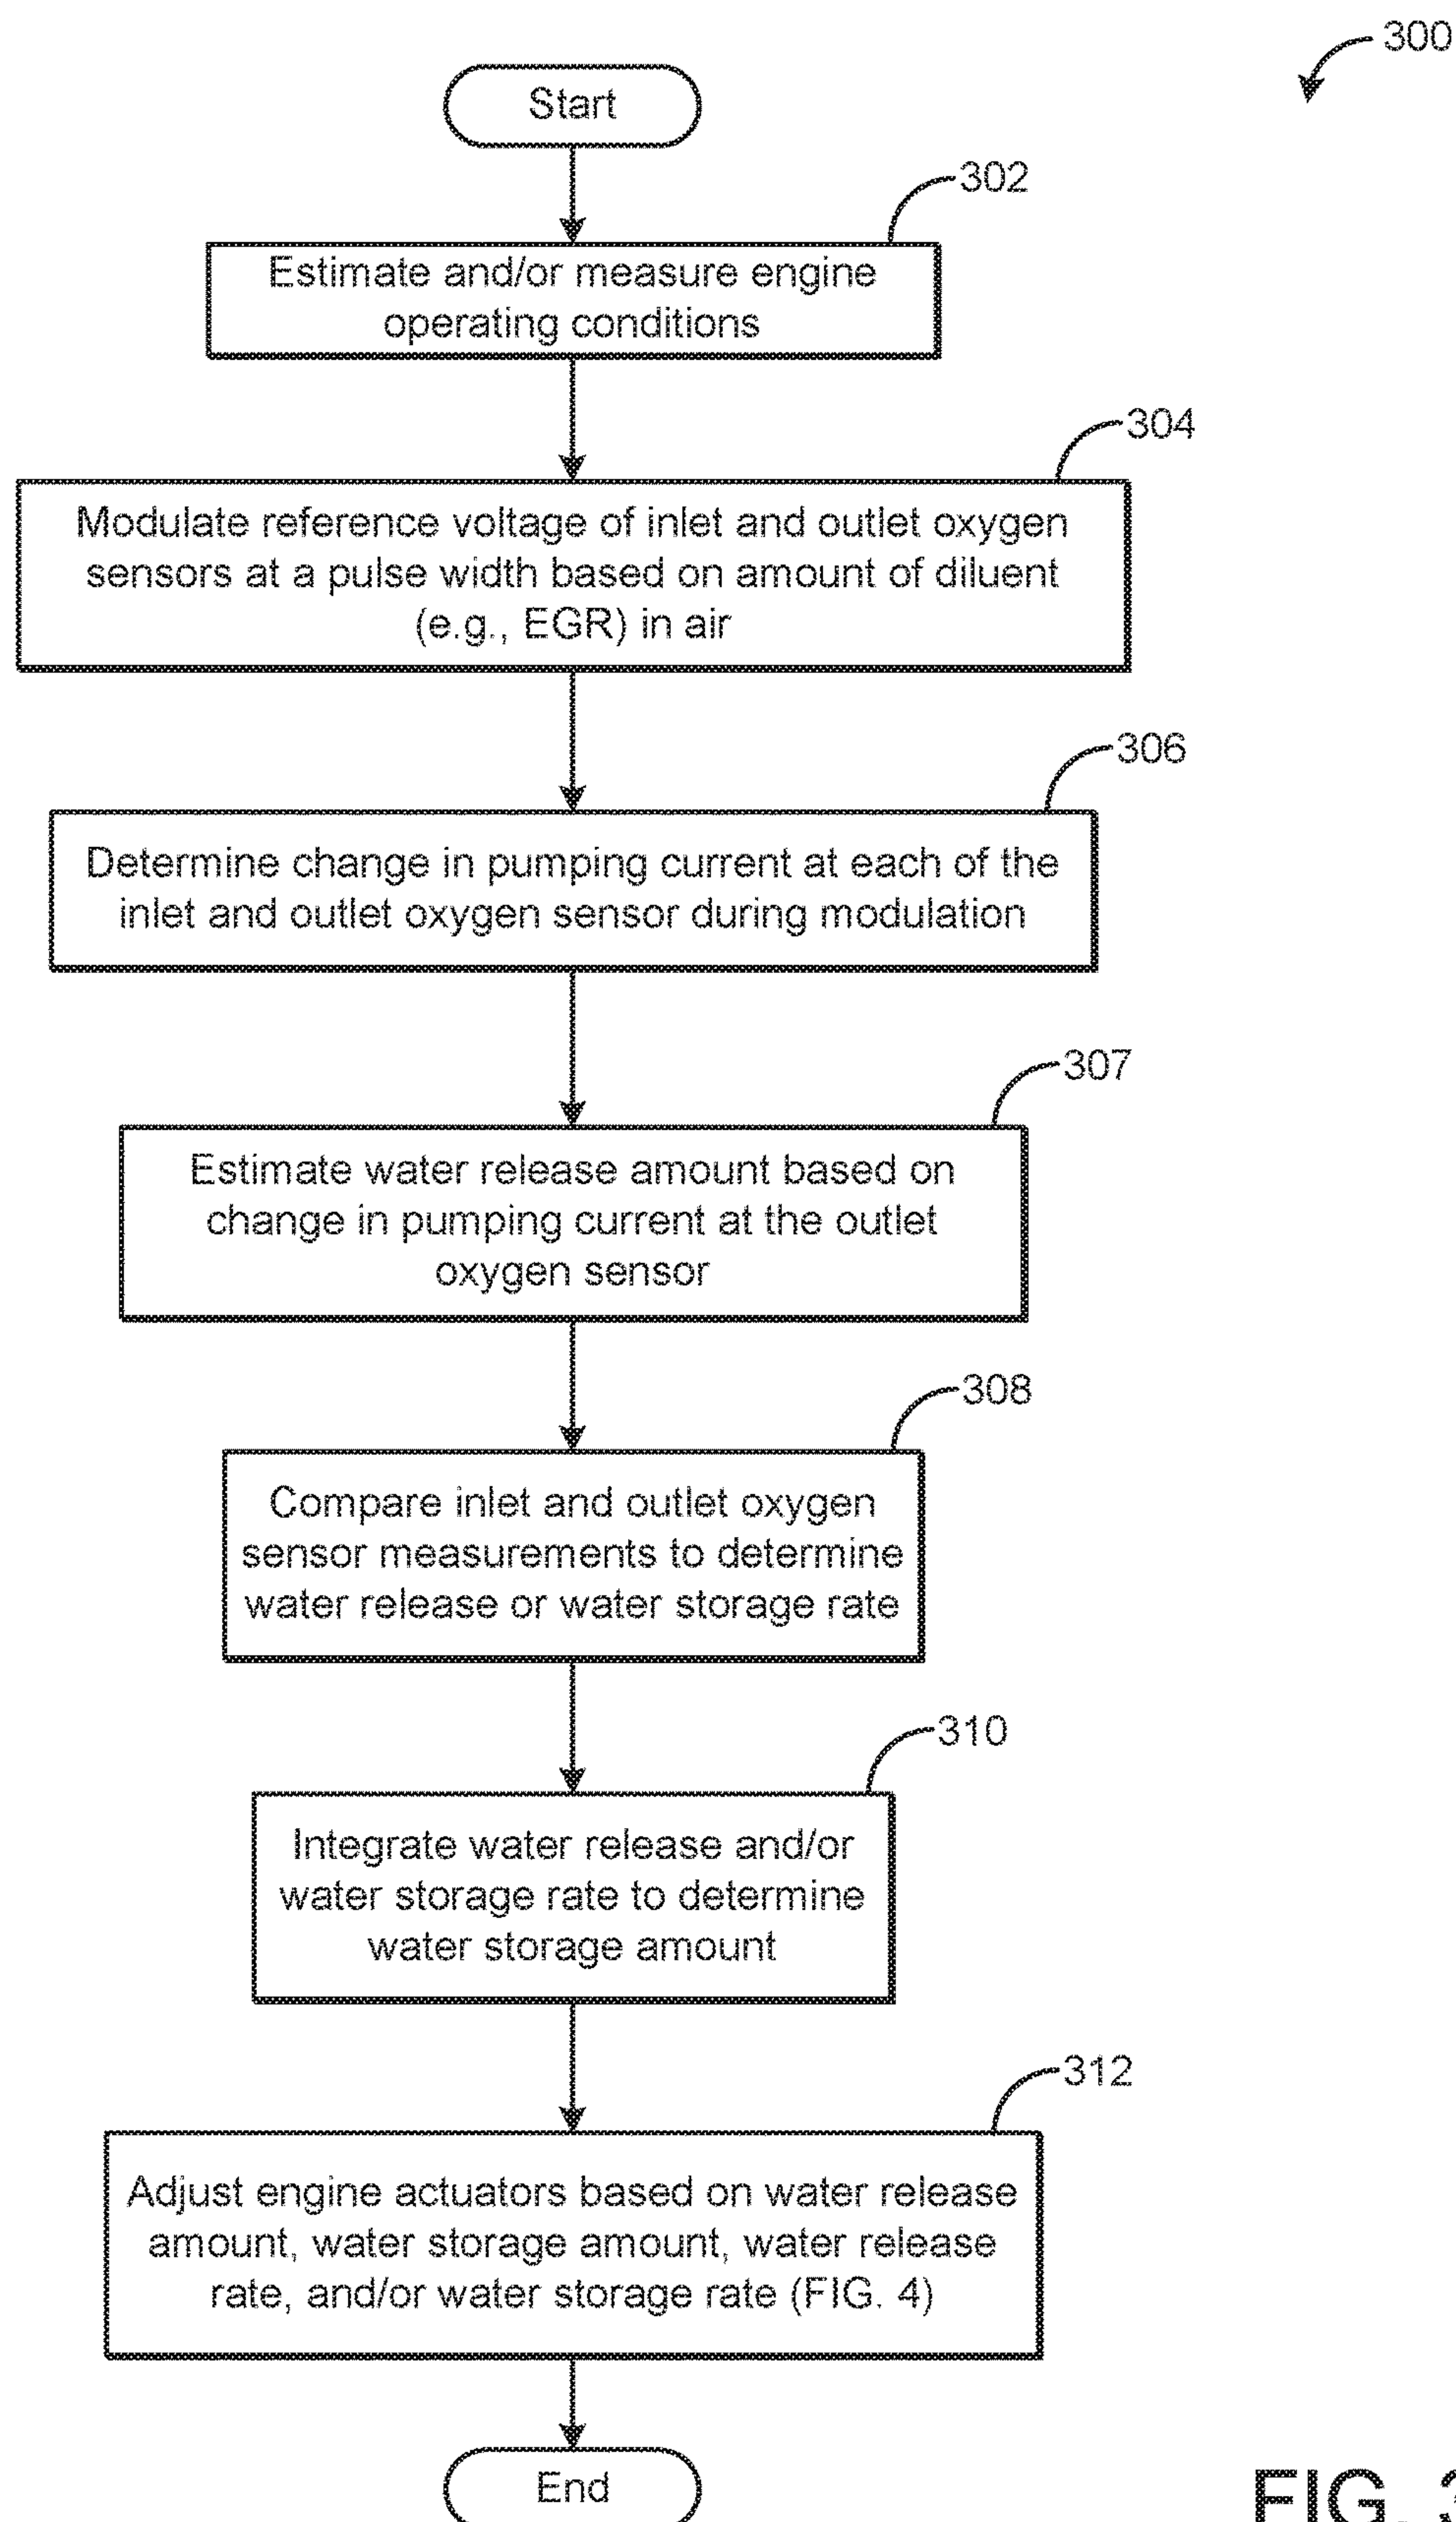 300
Start
302
Estimate and/or measure engine
operating conditions
304
Modulate reference voltage of inlet and outlet oxygen
sensors at a pulse width based on amount of diluent
(e.g., EGR) in air
306
Determine change in pumping current at each of the
inlet and outlet oxygen sensor during modulation
307
Estimate water release amount based on
change in pumping current at the outlet
oxygen sensor
308
Compare inlet and outlet oxygen
sensor measurements to determine
water release or water storage rate
310
Integrate water release and/or
water storage rate to determine
water storage amount
312
Adjust engine actuators based on water release
amount, water storage amount, water release
rate, and/or water storage rate (FIG. 4)
End
FIG. 3